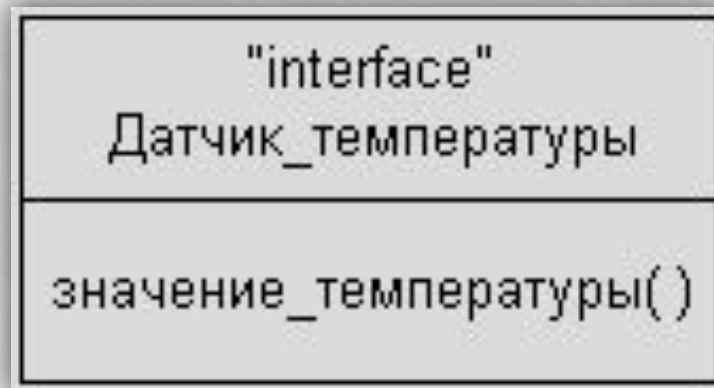 "interface"
Датчик_температуры
значение_температуры( )